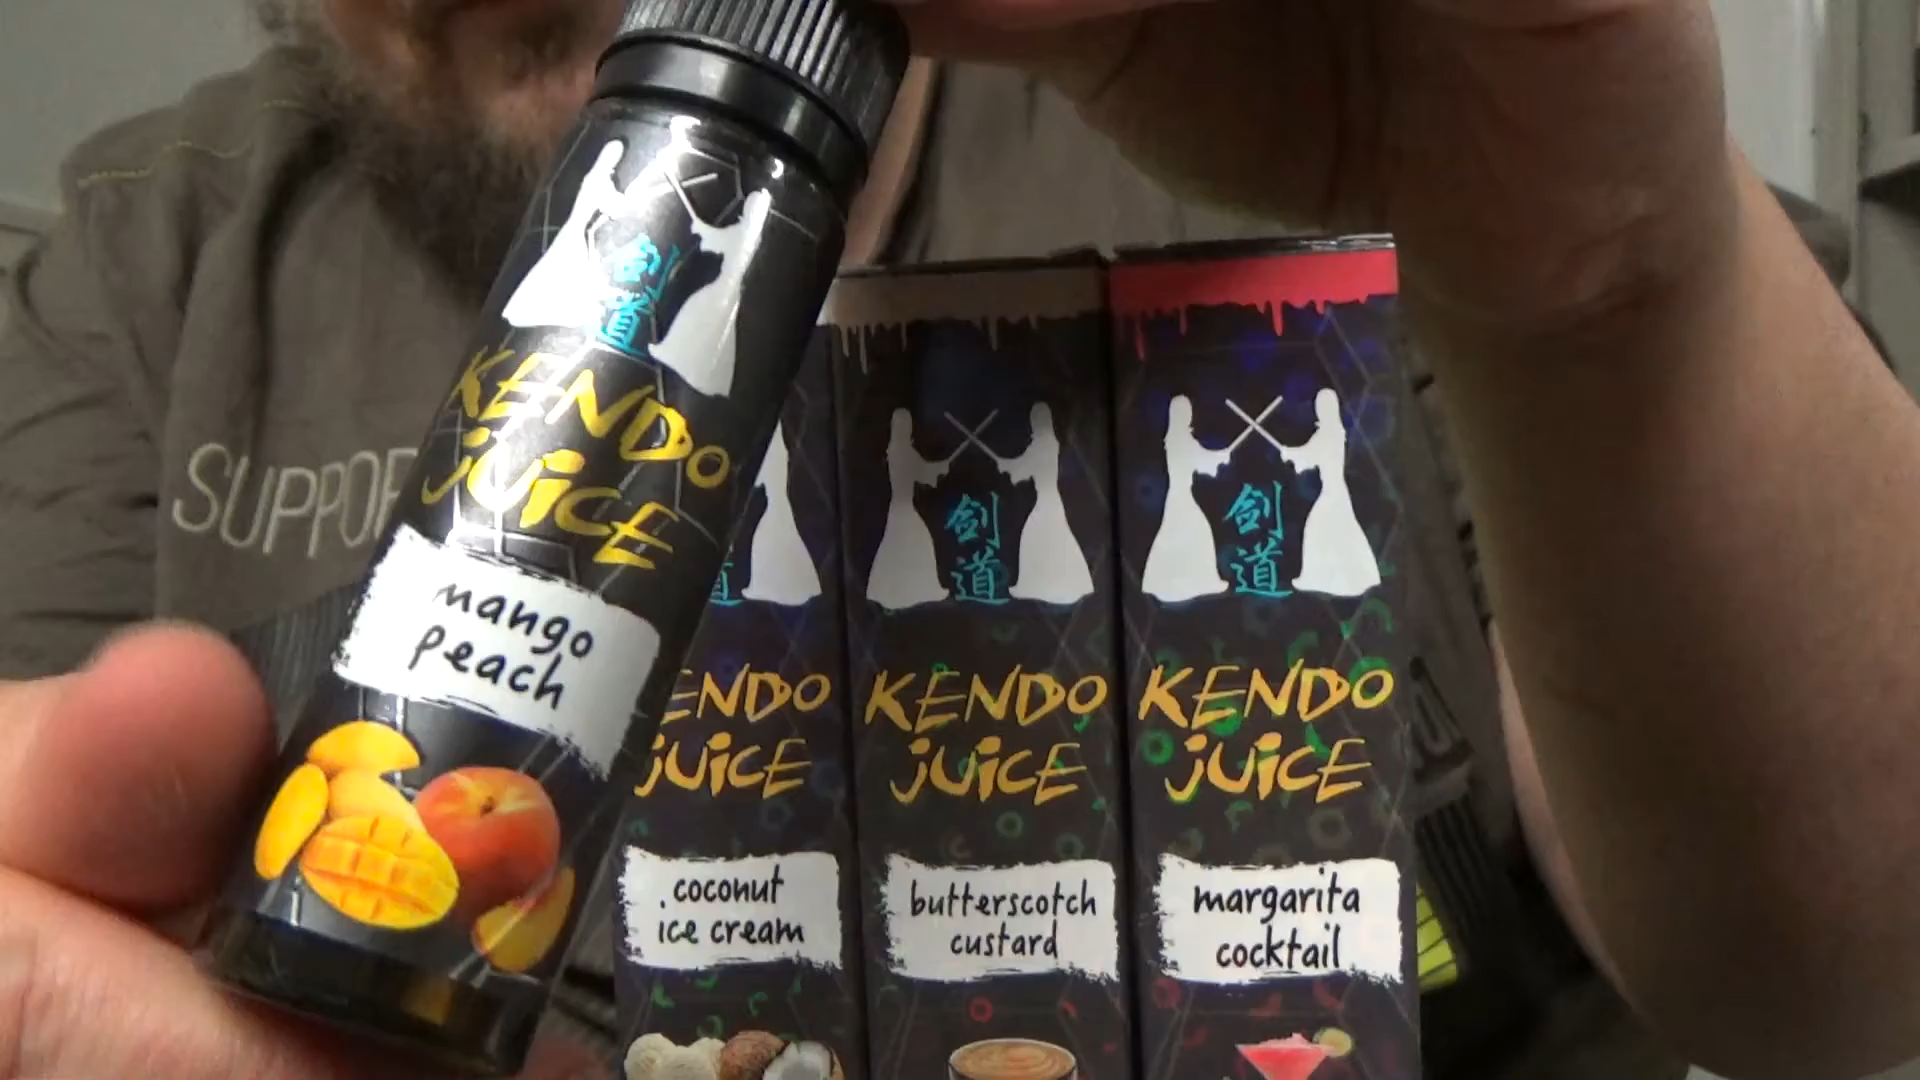 剑
道
KENDO
juice
mango
peach
SUPPOR
道
ENDO
juice
coconut
ice cream
剑
道
KENDO
juice
butterscotch
custard
剑
道
KENDO
juice
margarita
cocktail